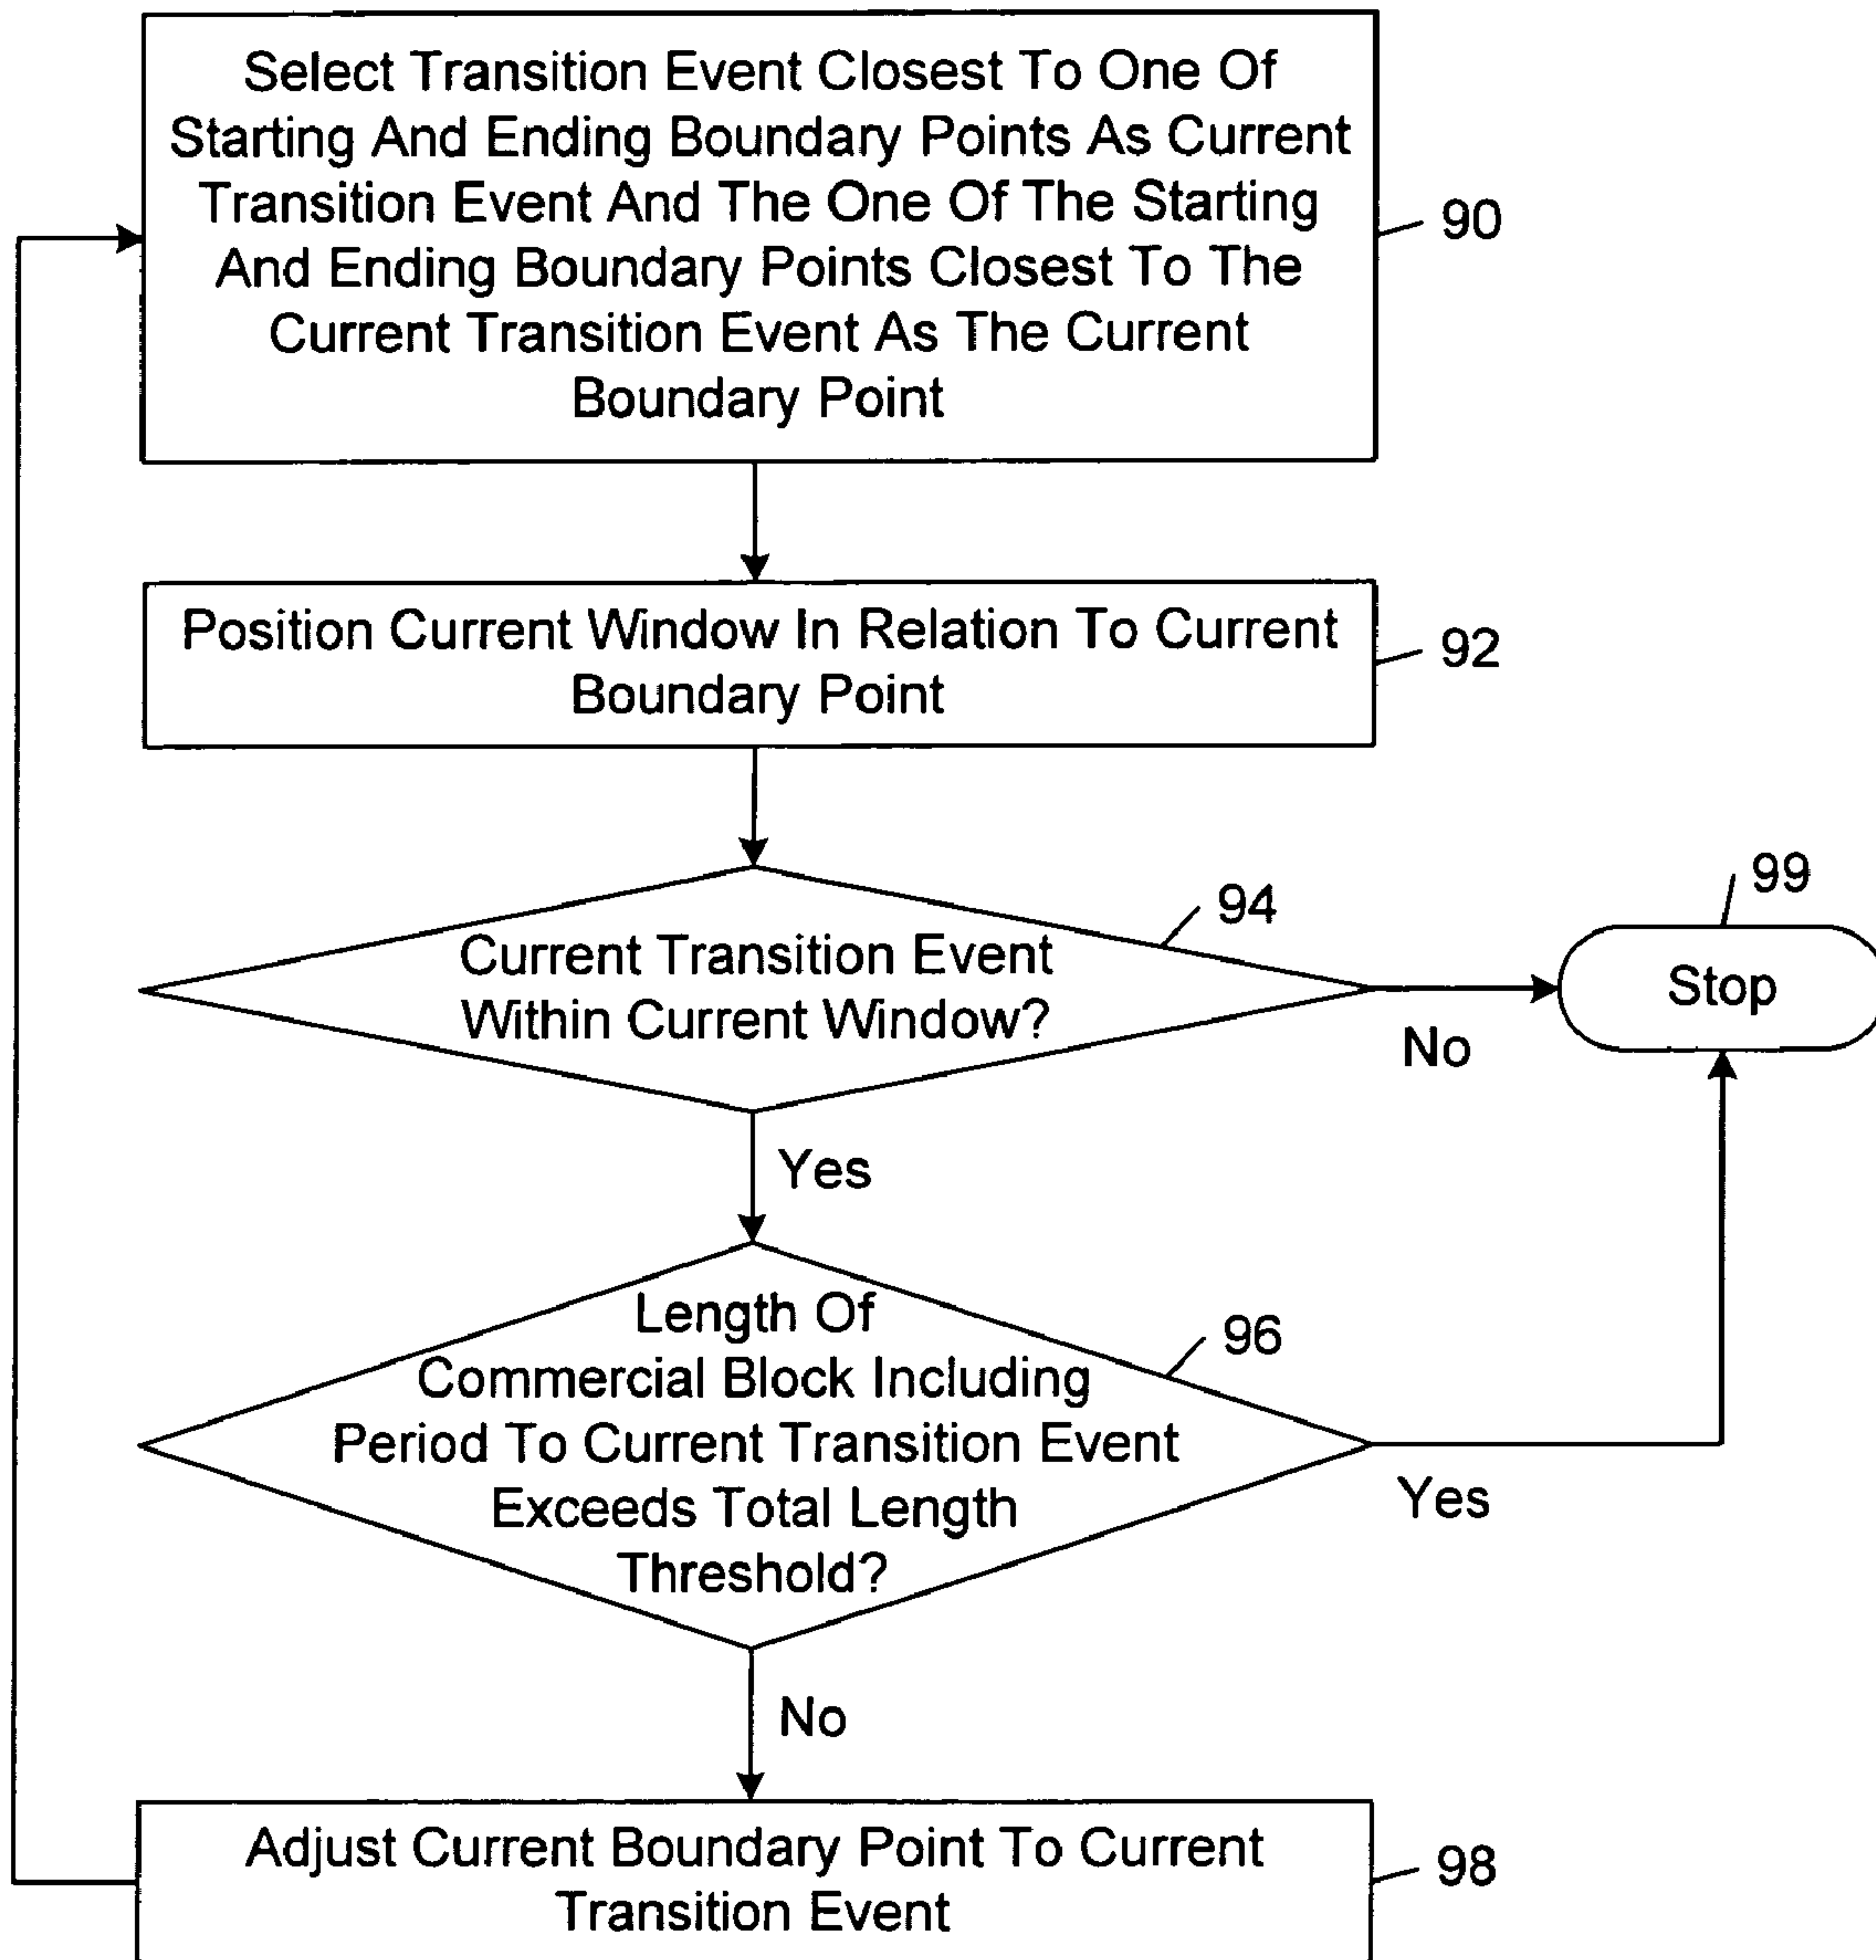 Select Transition Event Closest To One Of
Starting And Ending Boundary Points As Current
Transition Event And The One Of The Starting
And Ending Boundary Points Closest To The
Current Transition Event As The Current
Boundary Point
90
Position Current Window In Relation To Current
Boundary Point
92
Current Transition Event
Within Current Window?
94
No
99
Stop
Yes
Length Of
Commercial Block Including
Period To Current Transition Event
Exceeds Total Length
Threshold?
96
Yes
No
Adjust Current Boundary Point To Current
Transition Event
98